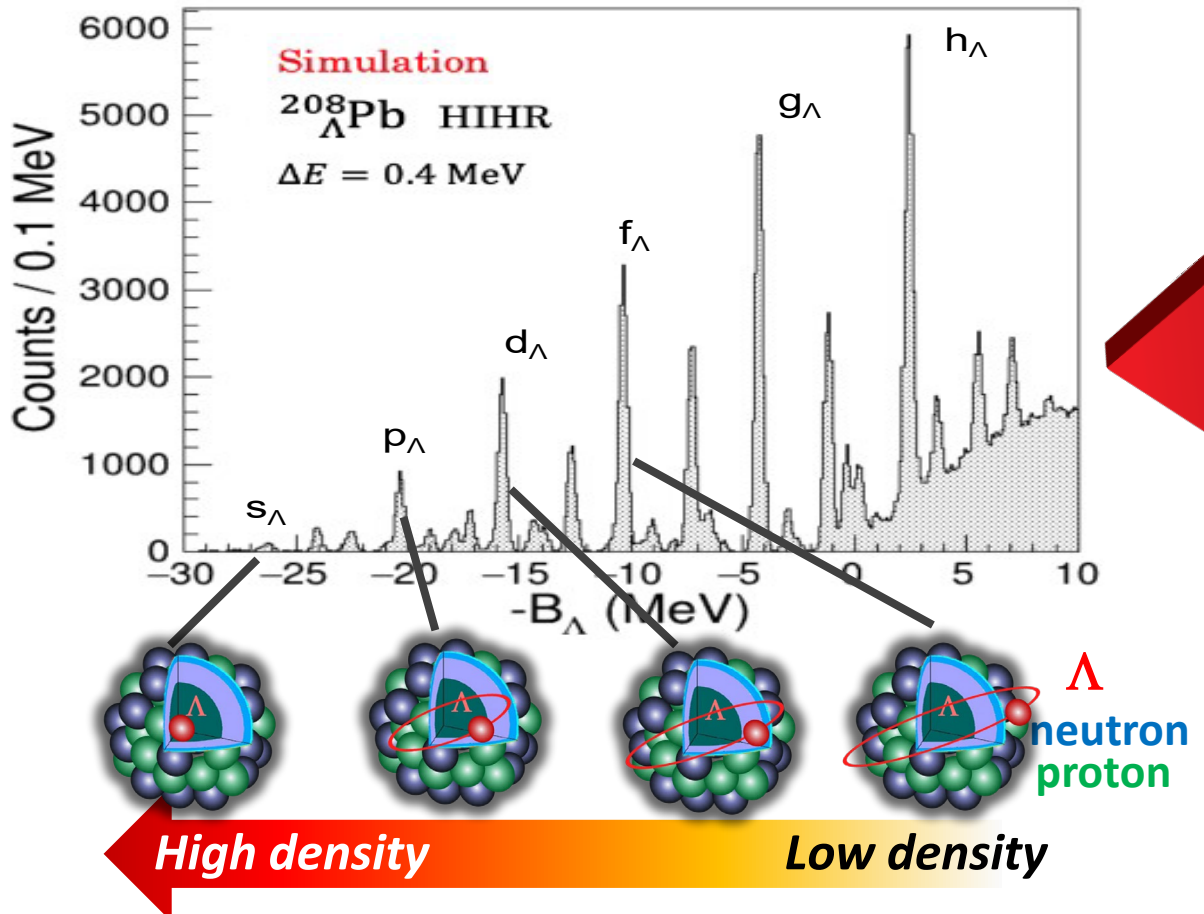 6000
5000
4000
3000
2000
1000
0
Counts / 0.1 MeV
Simulation
²⁰⁸ΛPb HIHR
ΔE = 0.4 MeV
sΛ
pΛ
dΛ
fΛ
gΛ
hΛ
−30 −25 −20 −15 −10 −5 0 5 10
-BΛ (MeV)
Λ Λ Λ Λ
Λ
neutron
proton
High density Low density